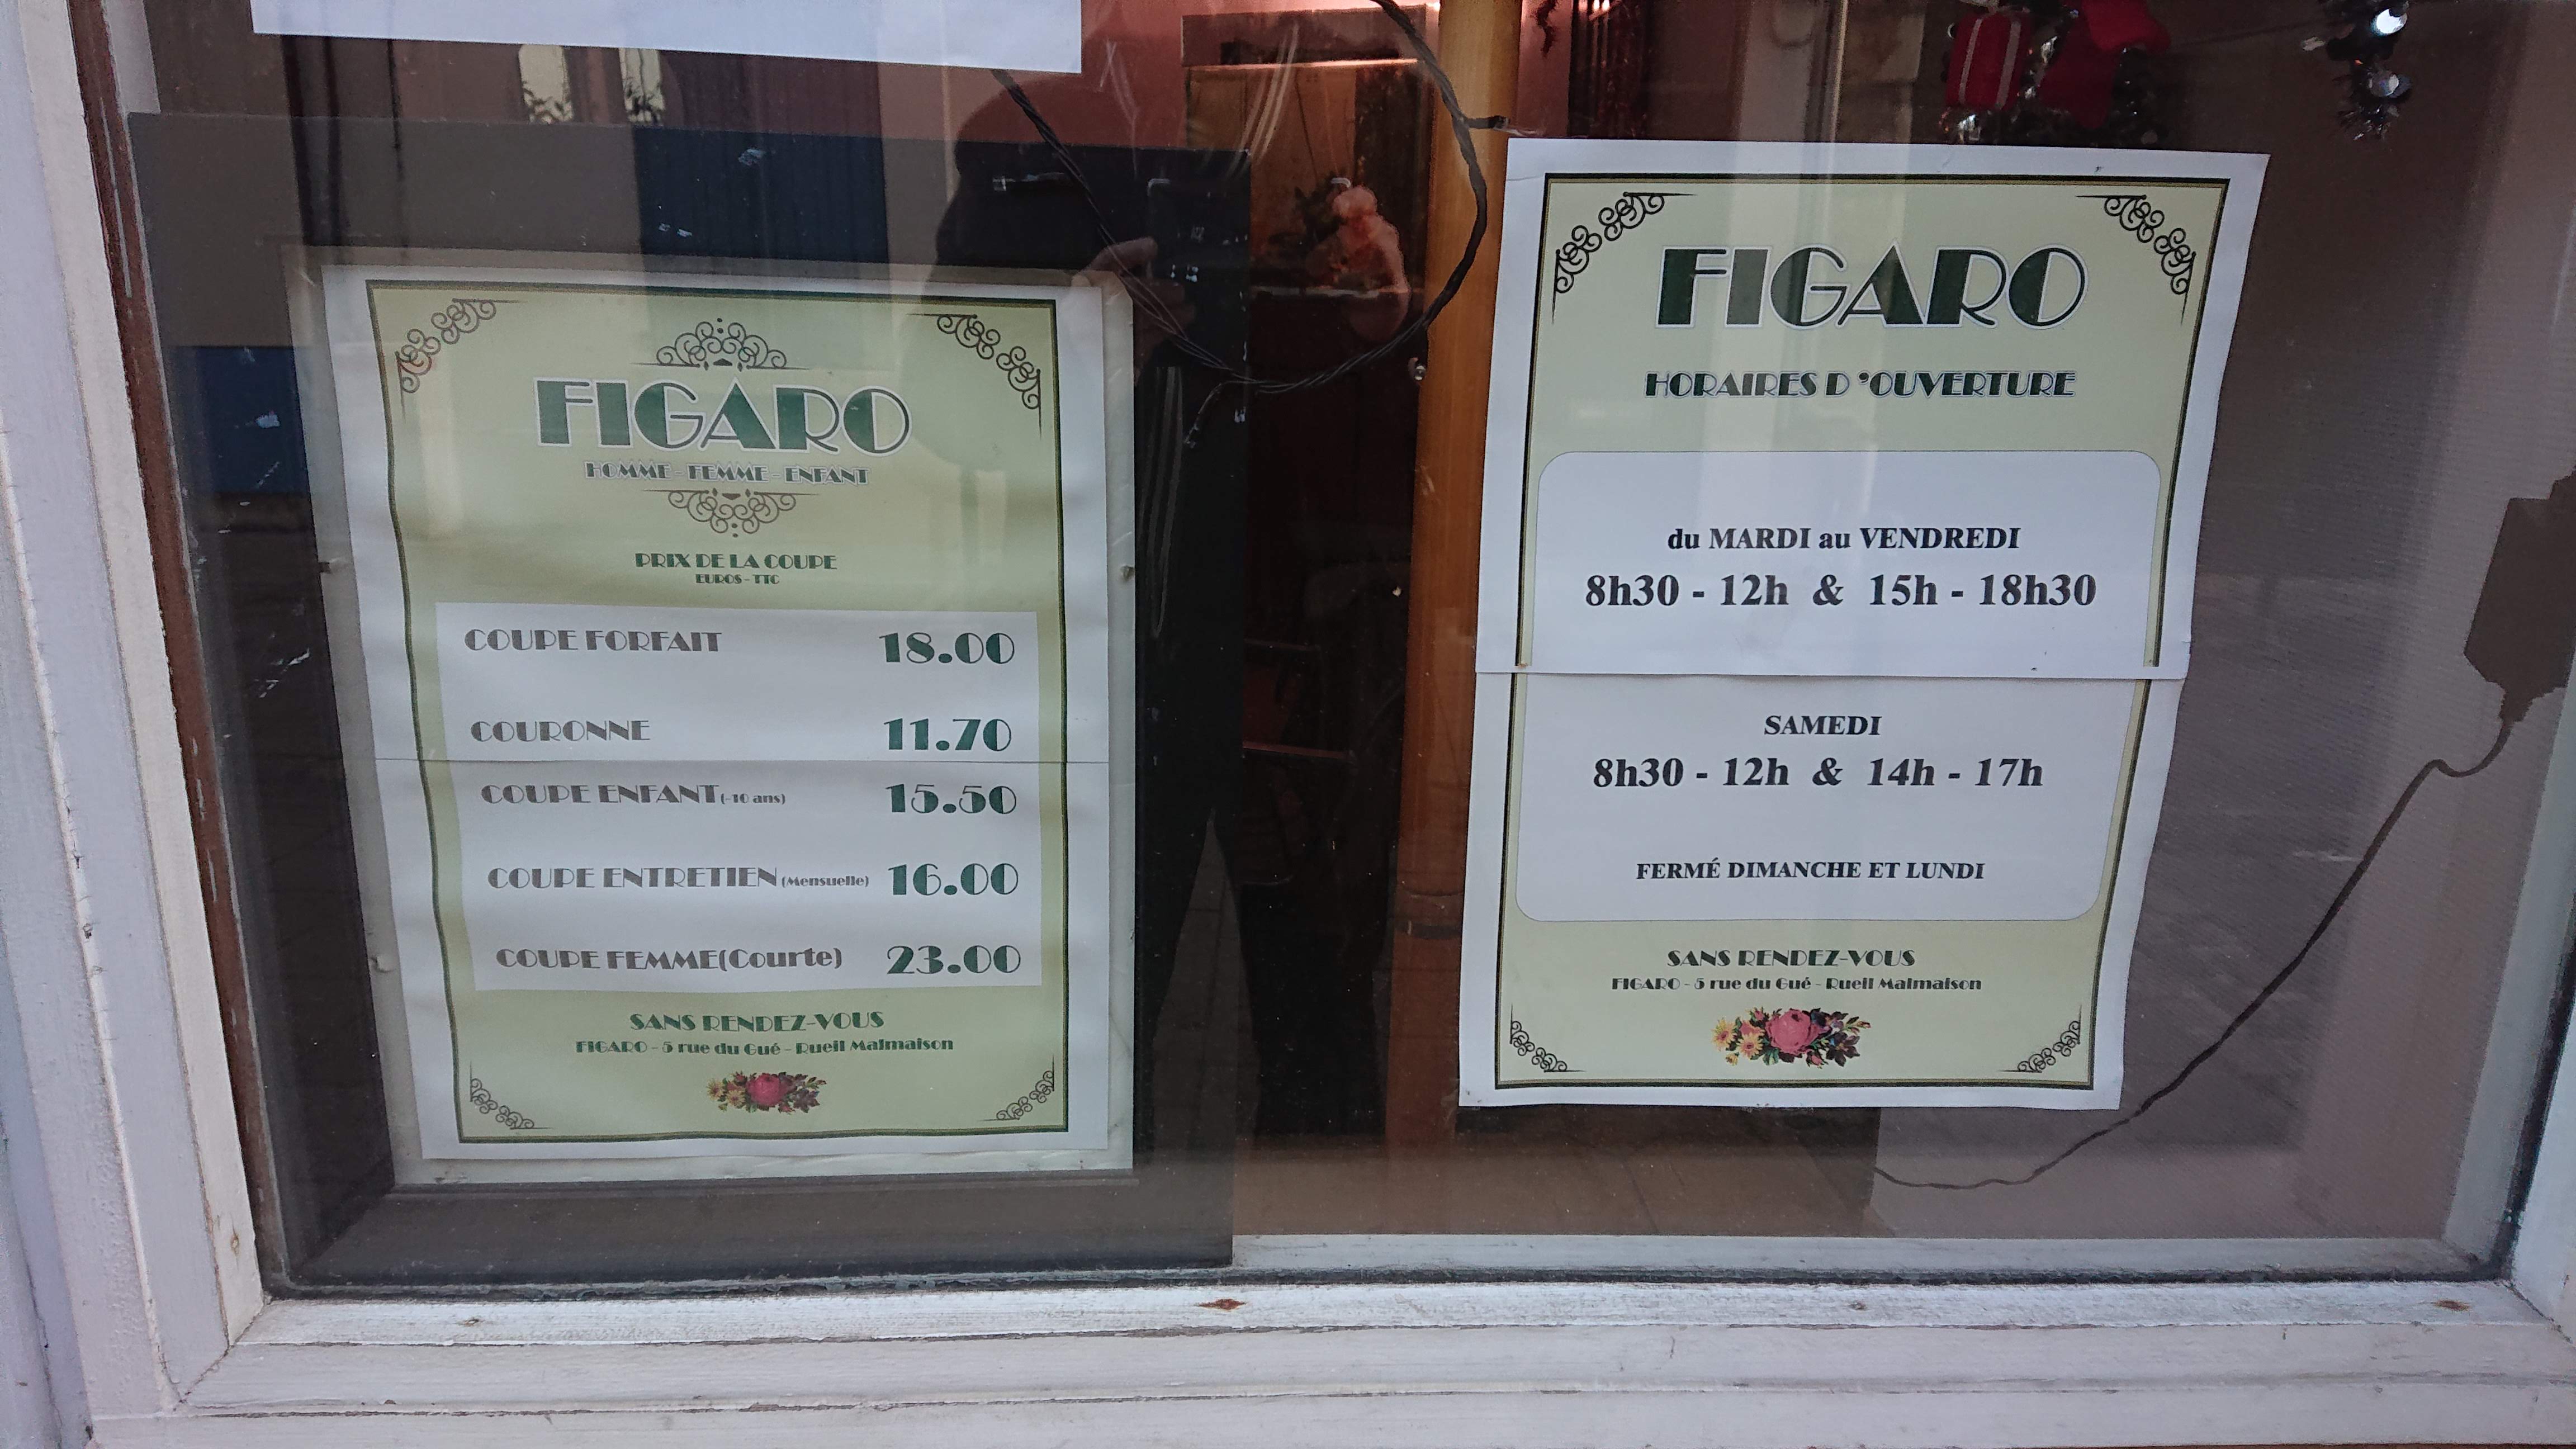 FIGARO
HOMME - FEMME - ENFANT
PRIX DE LA COUPE
EUROS - TTC
COUPE FORFAIT 18.00
COURONNE 11.70
COUPE ENFANT (-10 ans) 15.50
COUPE ENTRETIEN (Mensuelle) 16.00
COUPE FEMME(Courte) 23.00
SANS RENDEZ-VOUS
FIGARO - 5 rue du Gué - Rueil Malmaison
FIGARO
HORAIRES D 'OUVERTURE
du MARDI au VENDREDI
8h30 - 12h & 15h - 18h30
SAMEDI
8h30 - 12h & 14h - 17h
FERMÉ DIMANCHE ET LUNDI
SANS RENDEZ-VOUS
FIGARO - 5 rue du Gué - Rueil Malmaison